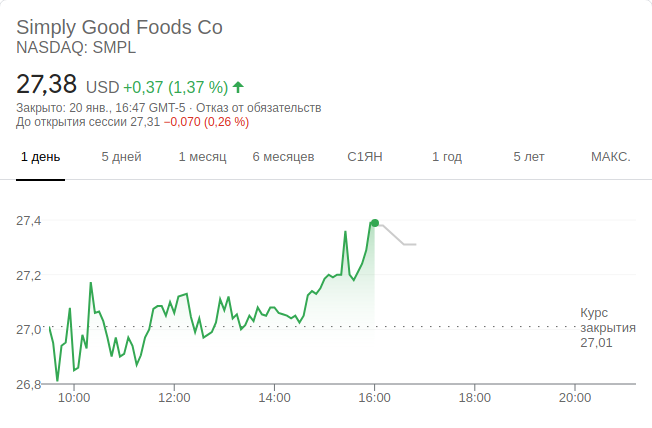 Simply Good Foods Co
NASDAQ: SMPL
27,38 USD +0,37 (1,37 %)
Закрыто: 20 янв., 16:47 GMT-5 · Отказ от обязательств
До открытия сессии 27,31 −0,070 (0,26 %)
1 день 5 дней 1 месяц 6 месяцев С1ЯН 1 год 5 лет МАКС.
27,4
27,2
27,0
26,8
Курс
закрытия
27,01
10:00 12:00 14:00 16:00 18:00 20:00